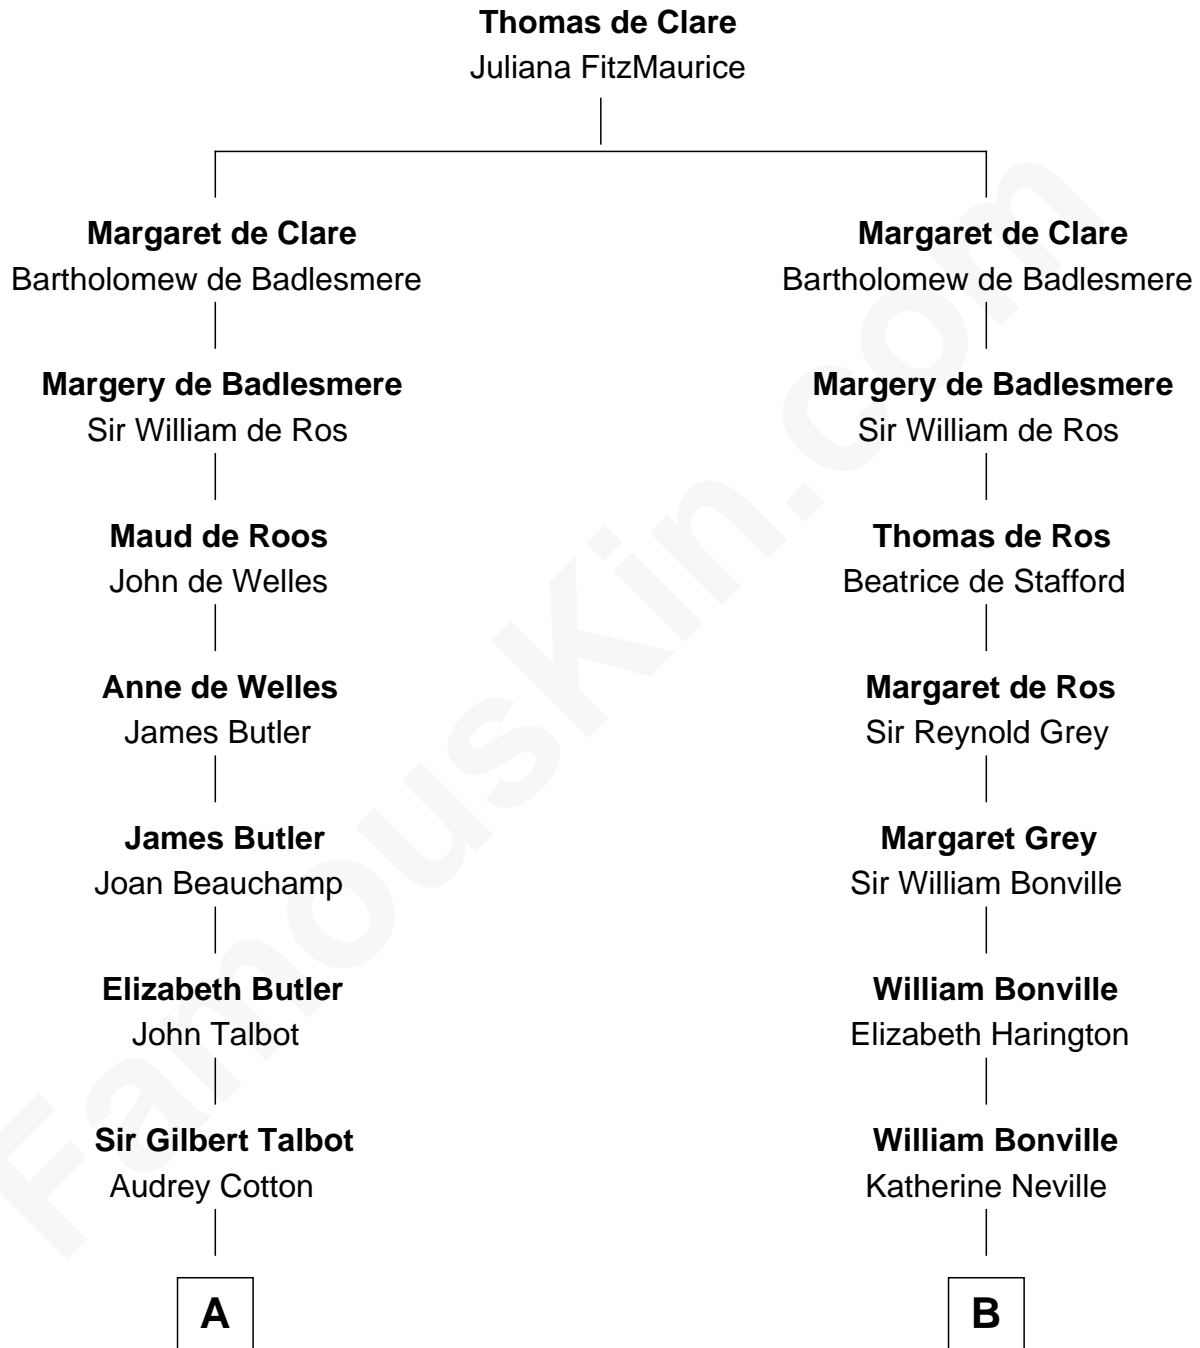 Thomas de Clare
Juliana FitzMaurice
Margaret de Clare
Bartholomew de Badlesmere
Margery de Badlesmere
Sir William de Ros
Maud de Roos
John de Welles
Anne de Welles
James Butler
James Butler
Joan Beauchamp
Elizabeth Butler
John Talbot
Sir Gilbert Talbot
Audrey Cotton
A
Margaret de Clare
Bartholomew de Badlesmere
Margery de Badlesmere
Sir William de Ros
Thomas de Ros
Beatrice de Stafford
Margaret de Ros
Sir Reynold Grey
Margaret Grey
Sir William Bonville
William Bonville
Elizabeth Harington
William Bonville
Katherine Neville
B
FamousKin.com